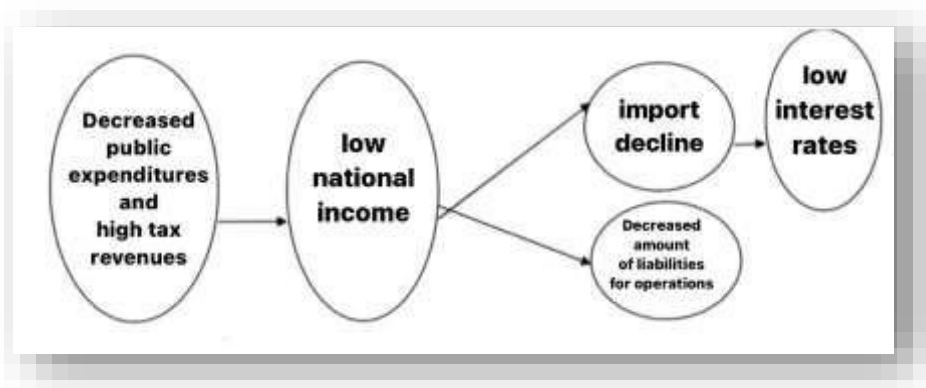 Decreased
public
expenditures
and
high tax
revenues
low
national
income
import
decline
low
interest
rates
Decreased
amount
of liabilities
for operations